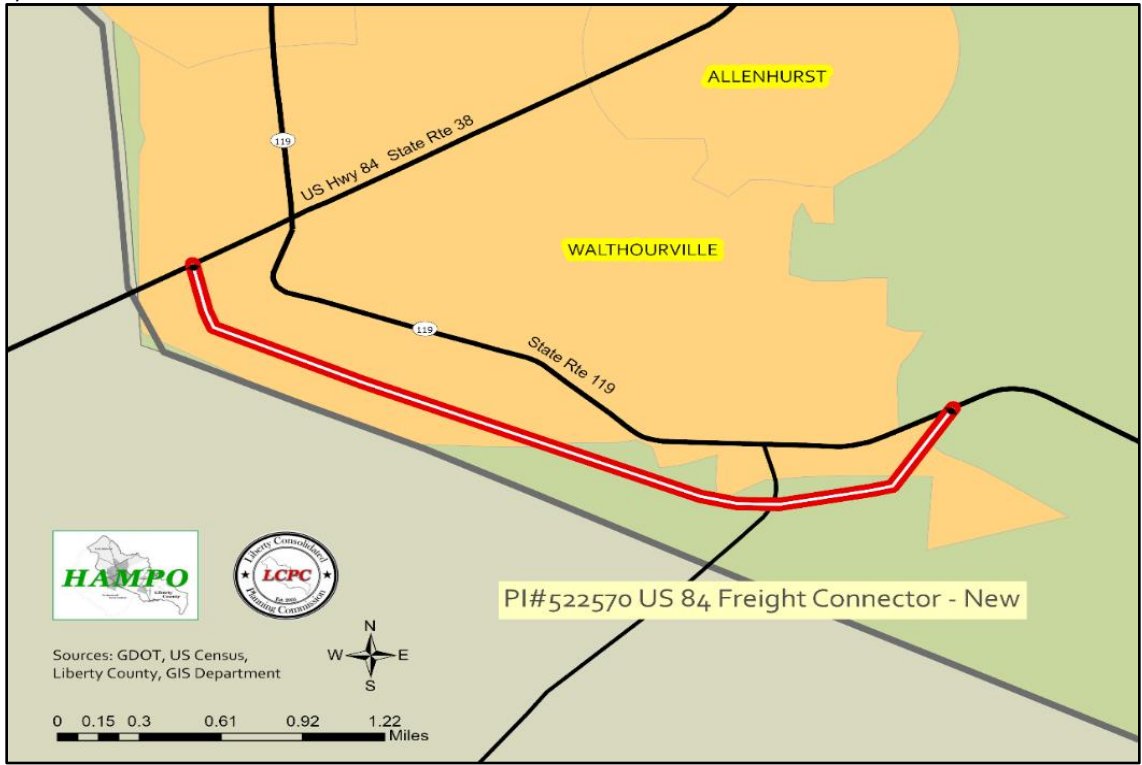 ALLENHURST
119
US Hwy 84 State Rte 38
WALTHOURVILLE
119
State Rte 119
HAMPO
Liberty Consolidated
LCPC
Planning Commission
PI#522570 US 84 Freight Connector - New
N
W E
S
Sources: GDOT, US Census,
Liberty County, GIS Department
0 0.15 0.3 0.61 0.92 1.22
Miles